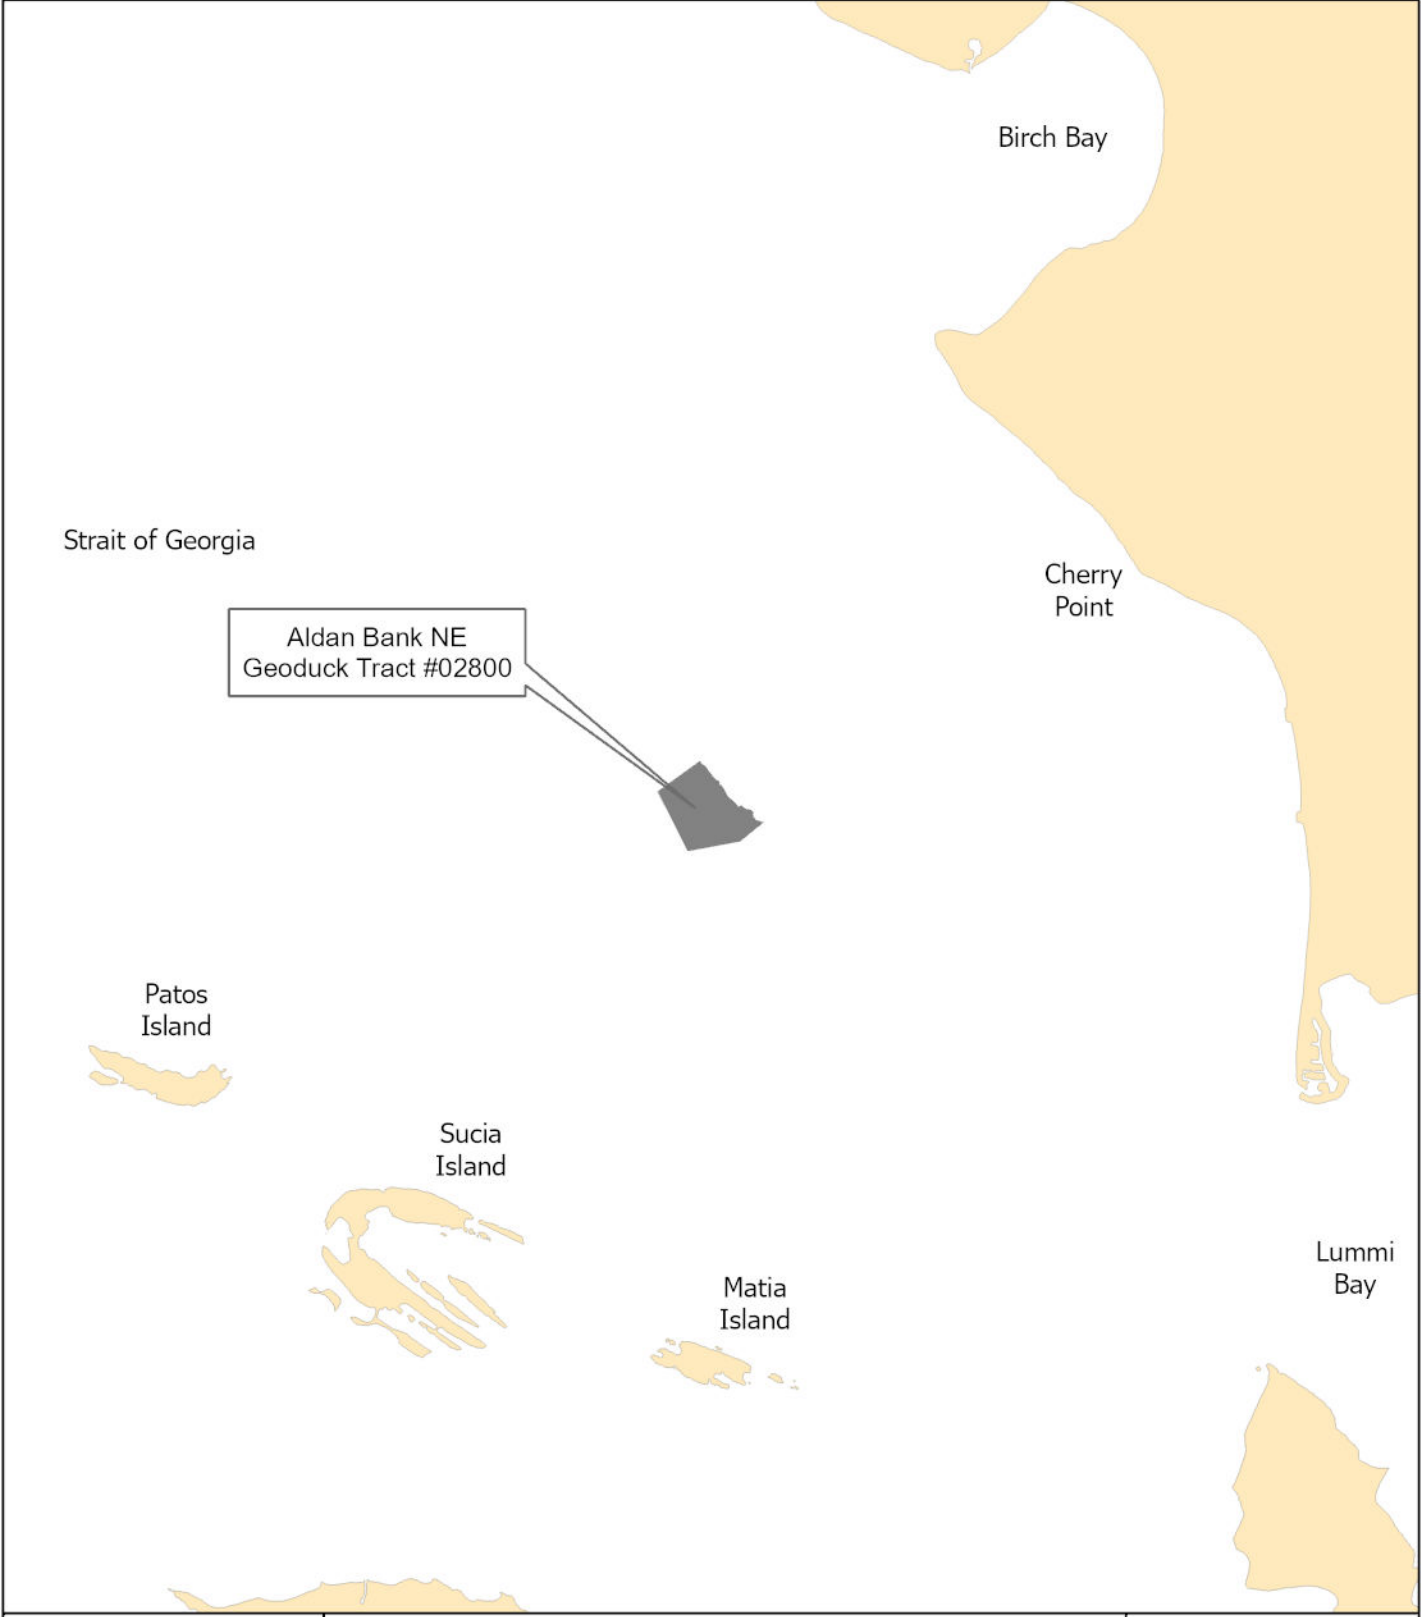 Birch Bay
Strait of Georgia
Cherry
Point
Aldan Bank NE
Geoduck Tract #02800
Patos
Island
Sucia
Island
Lummi
Bay
Matia
Island